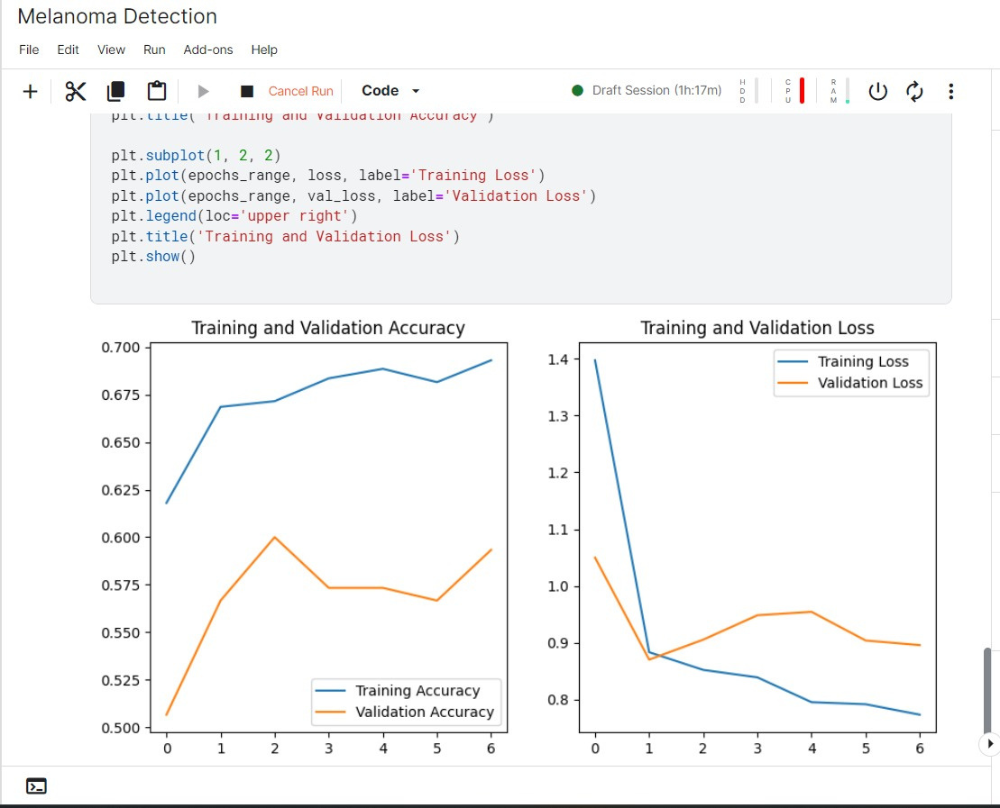 Melanoma Detection
File Edit View Run Add-ons Help
Cancel Run Code Draft Session (1h:17m) HDD CPU RAM
plt.title('Training and Validation Accuracy')
plt.subplot(1, 2, 2)
plt.plot(epochs_range, loss, label='Training Loss')
plt.plot(epochs_range, val_loss, label='Validation Loss')
plt.legend(loc='upper right')
plt.title('Training and Validation Loss')
plt.show()
Training and Validation Accuracy
0.700
0.675
0.650
0.625
0.600
0.575
0.550
0.525
0.500
Training Accuracy
Validation Accuracy
0 1 2 3 4 5 6
Training and Validation Loss
1.4
1.3
1.2
1.1
1.0
0.9
0.8
Training Loss
Validation Loss
0 1 2 3 4 5 6